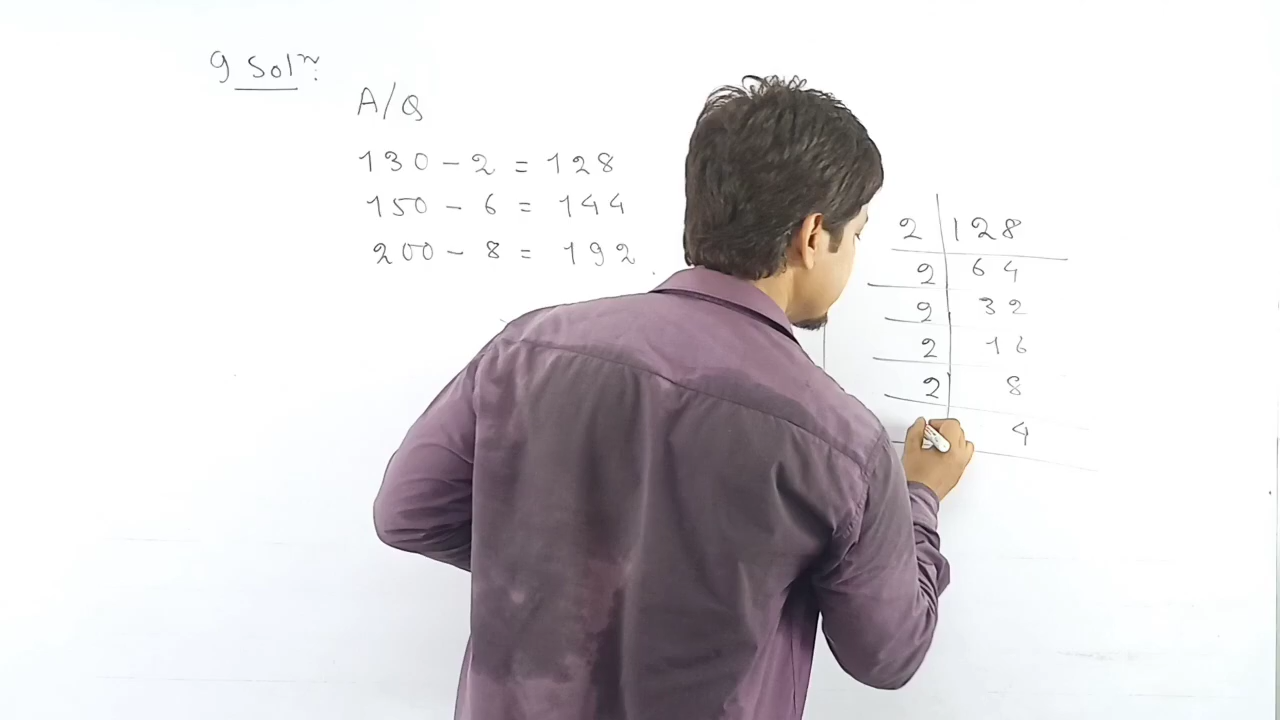 9 Solⁿ:
A/Q
130 - 2 = 128
150 - 6 = 144
200 - 8 = 192
2 | 128
2 | 64
2 | 32
2 | 16
2 | 8
4